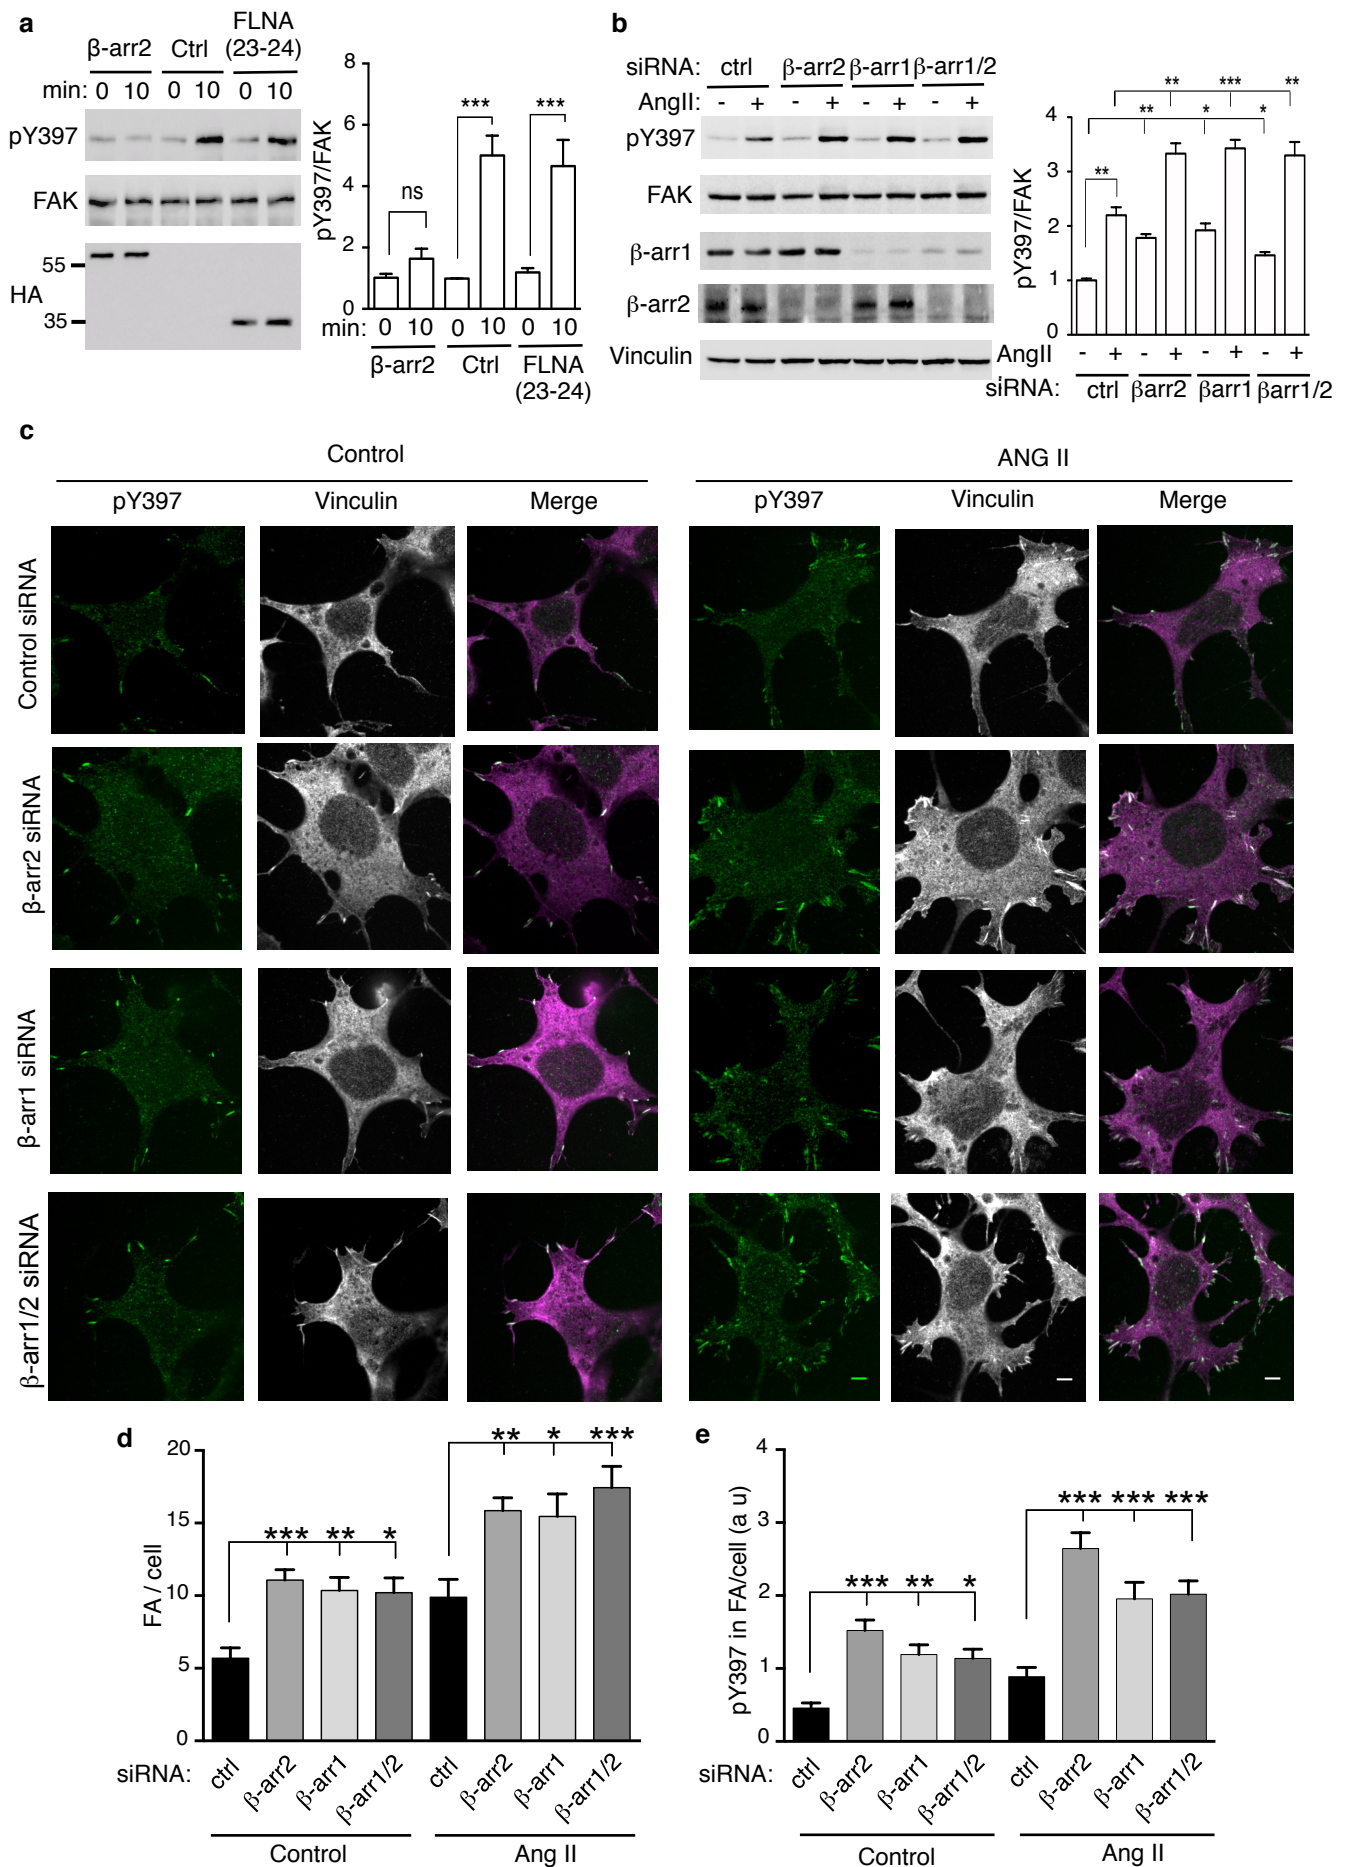 a
β-arr2 Ctrl FLNA (23-24)
min: 0 10 0 10 0 10
pY397
FAK
55
HA
35
8
6
4
2
0
pY397/FAK
ns *** ***
min: 0 10 0 10 0 10
β-arr2 Ctrl FLNA (23-24)
b
siRNA: ctrl β-arr2 β-arr1 β-arr1/2
AngII: - + - + - + - +
pY397
FAK
β-arr1
β-arr2
Vinculin
** *** **
** * *
**
4
3
2
1
0
pY397/FAK
AngII - + - + - + - +
siRNA: ctrl βarr2 βarr1 βarr1/2
c
Control ANG II
pY397 Vinculin Merge pY397 Vinculin Merge
Control siRNA
β-arr2 siRNA
β-arr1 siRNA
β-arr1/2 siRNA
d
20
15
10
5
0
FA / cell
*** ** *
** * ***
siRNA: ctrl β-arr2 β-arr1 β-arr1/2 ctrl β-arr2 β-arr1 β-arr1/2
Control Ang II
e
4
3
2
1
0
pY397 in FA/cell (a u)
*** ** *
*** *** ***
siRNA: ctrl β-arr2 β-arr1 β-arr1/2 ctrl β-arr2 β-arr1 β-arr1/2
Control Ang II